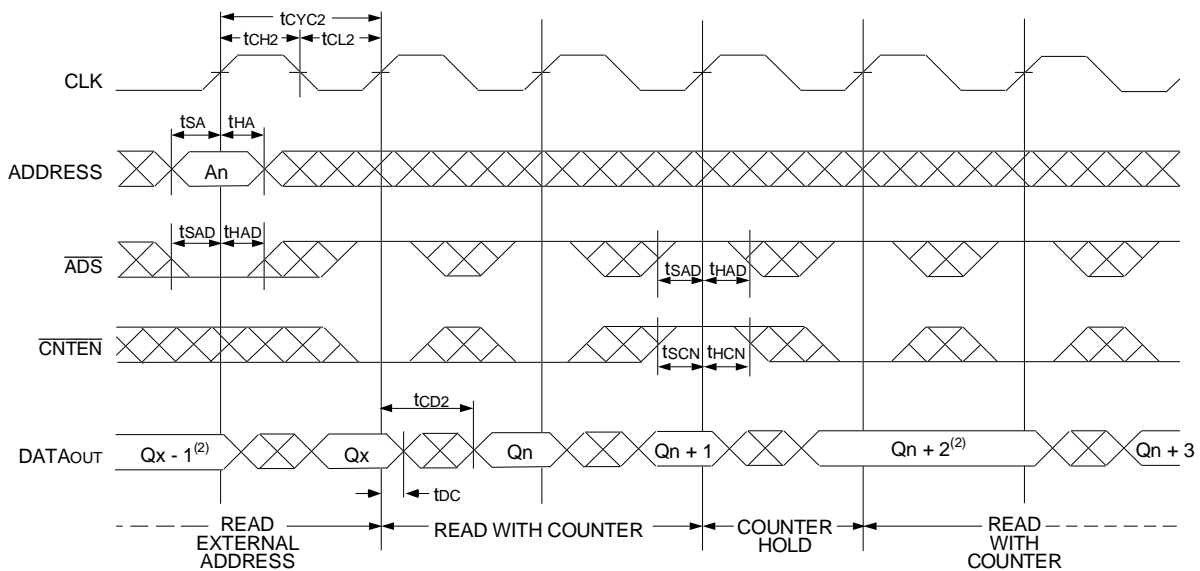 tCYC2
tCH2 tCL2
CLK
tSA tHA
ADDRESS An
tSAD tHAD
ADS
tSAD tHAD
CNTEN
tSCN tHCN
tCD2
DATAOUT Qx - 1(2) Qx Qn Qn + 1 Qn + 2(2) Qn + 3
tDC
READ EXTERNAL ADDRESS
READ WITH COUNTER
COUNTER HOLD
READ WITH COUNTER